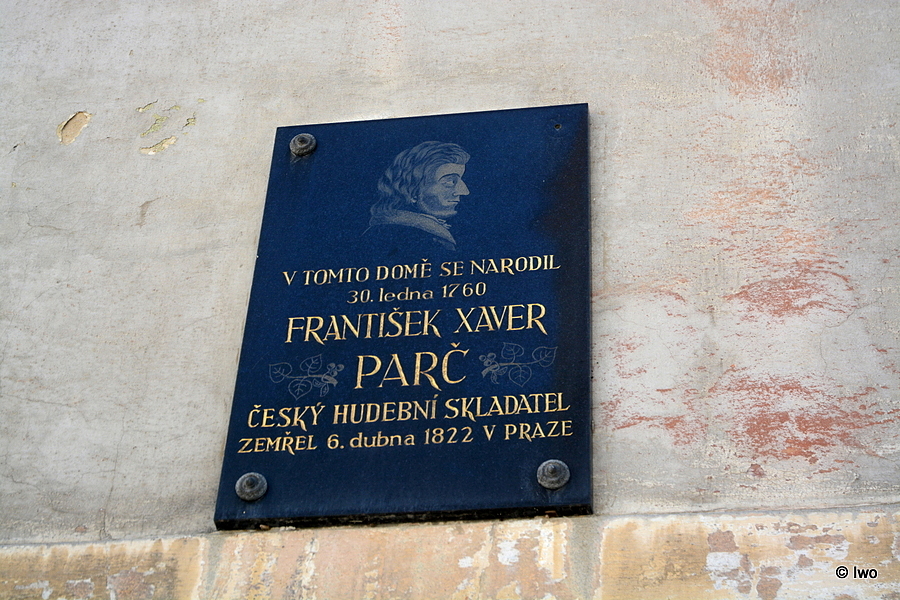 V TOMTO DOMĚ SE NARODIL
30. ledna 1760
FRANTIŠEK XAVER
PARČ
ČESKÝ HUDEBNÍ SKLADATEL
ZEMŘEL 6. dubna 1822 V PRAZE
© Iwo